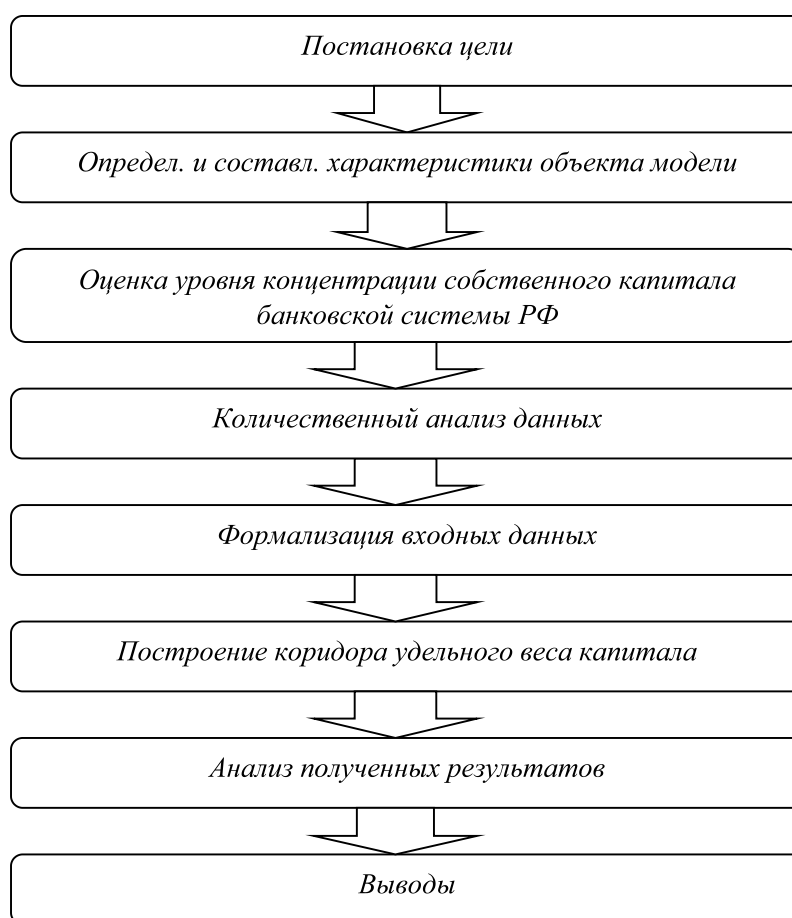 Постановка цели
Определ. и составл. характеристики объекта модели
Оценка уровня концентрации собственного капитала
банковской системы РФ
Количественный анализ данных
Формализация входных данных
Построение коридора удельного веса капитала
Анализ полученных результатов
Выводы